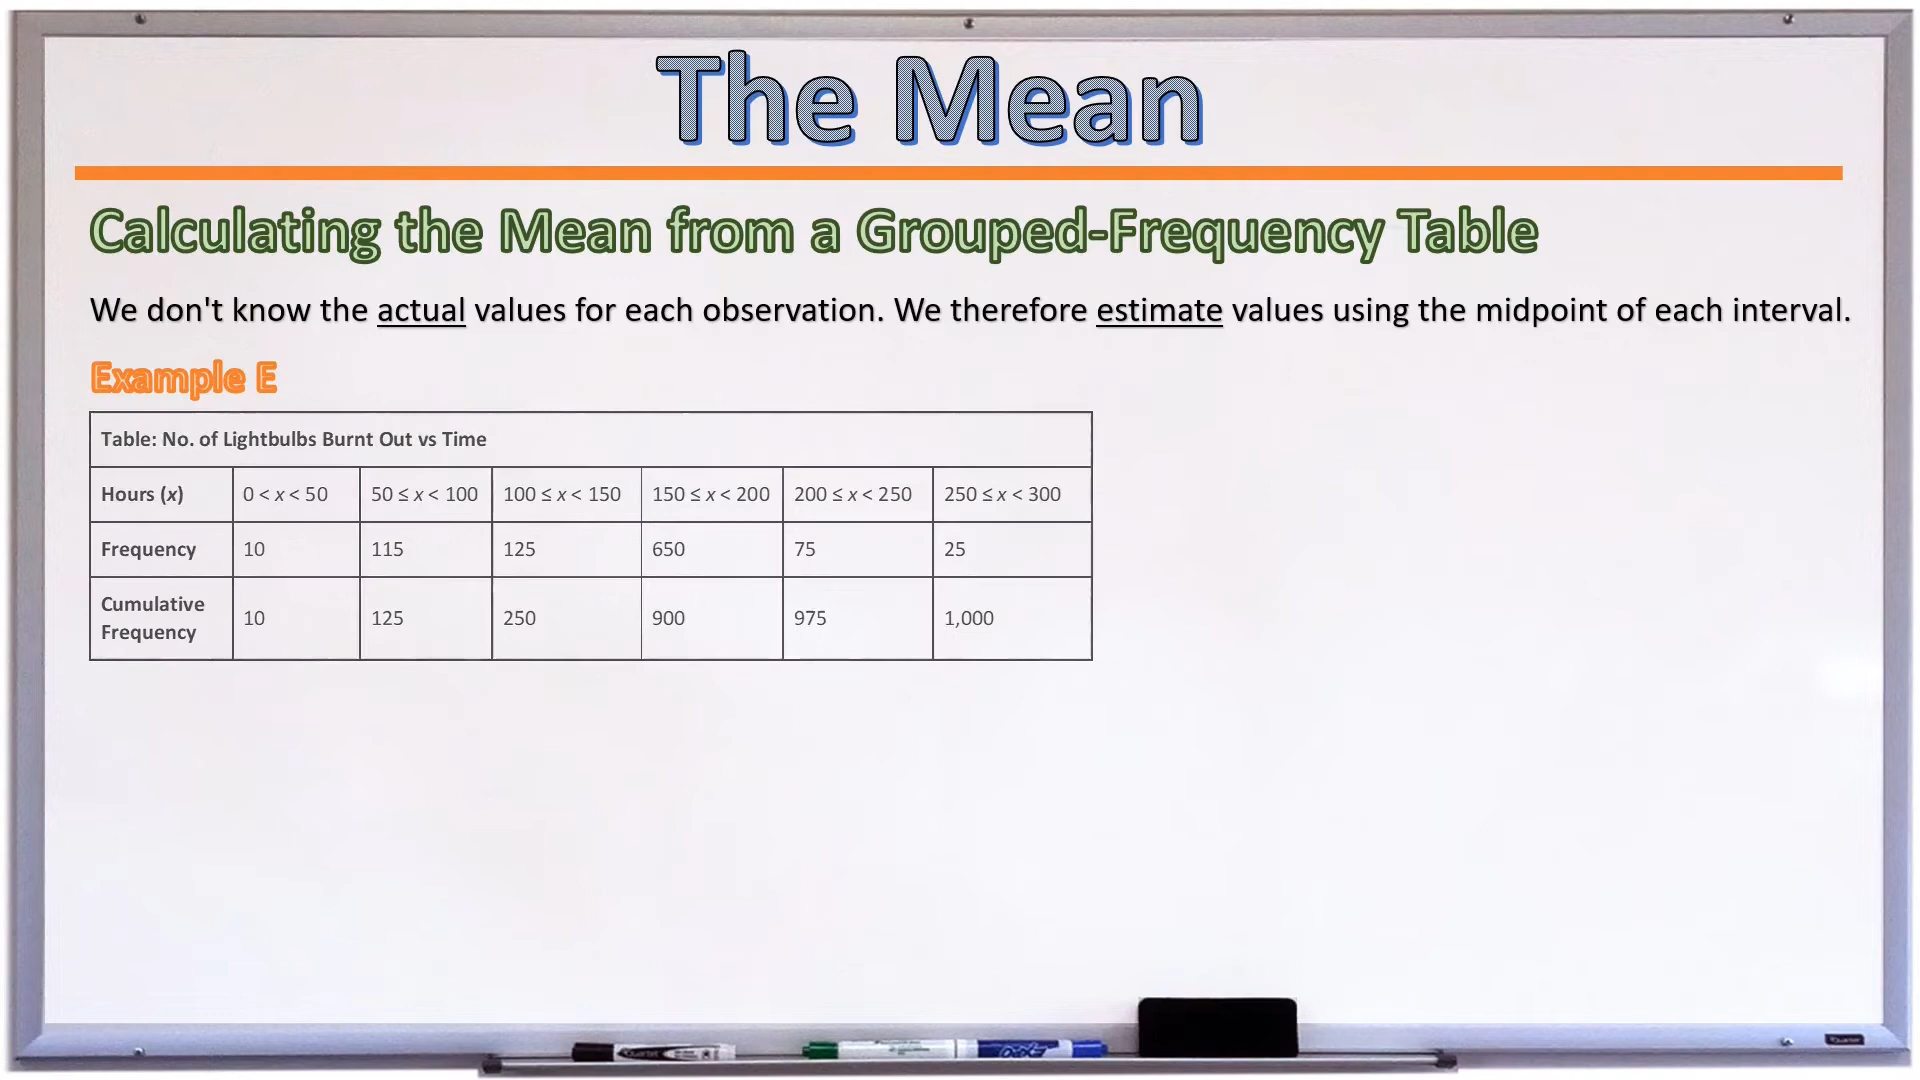 The Mean
Calculating the Mean from a Grouped-Frequency Table
We don't know the actual values for each observation. We therefore estimate values using the midpoint of each interval.
Example E
Table: No. of Lightbulbs Burnt Out vs Time
Hours (x) 0 < x < 50 50 ≤ x < 100 100 ≤ x < 150 150 ≤ x < 200 200 ≤ x < 250 250 ≤ x < 300
Frequency 10 115 125 650 75 25
Cumulative Frequency 10 125 250 900 975 1,000